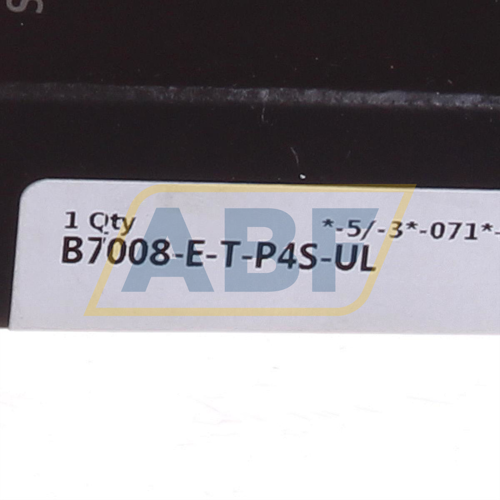 S
1 Qty *-5/-3*-071*-
B7008-E-T-P4S-UL
ABF